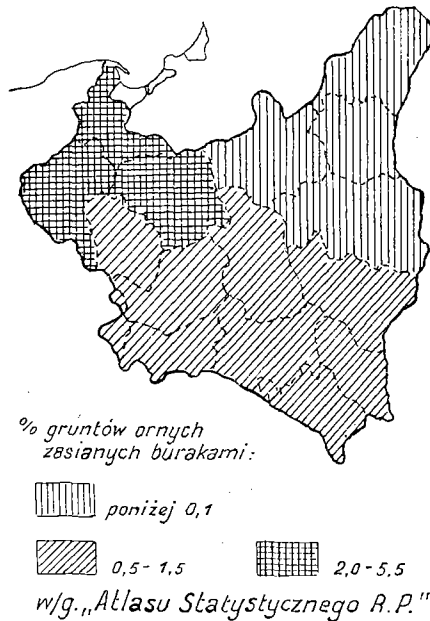 % gruntów ornych
zasianych burakami:
poniżej 0,1
0,5-1,5
2,0-5,5
w/g. „Atlasu Statystycznego R.P."